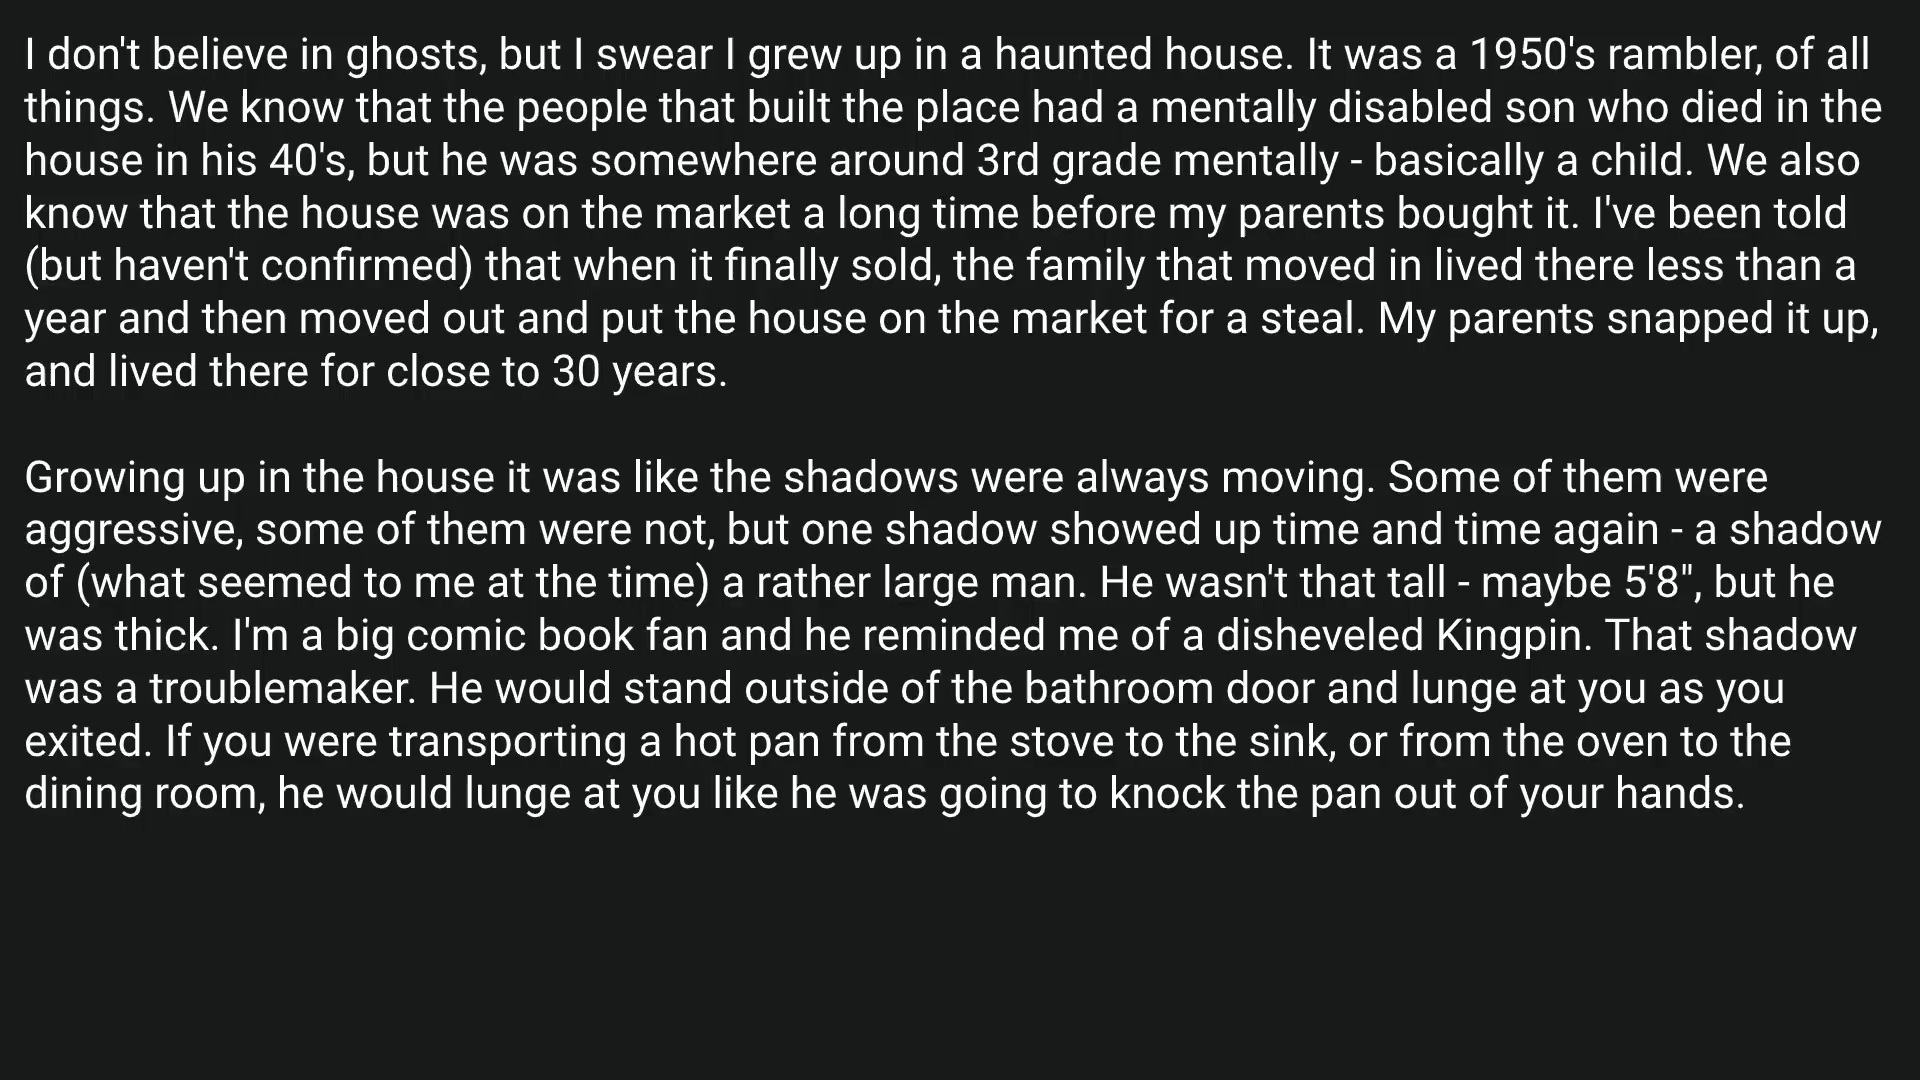 I don't believe in ghosts, but I swear I grew up in a haunted house. It was a 1950's rambler, of all
things. We know that the people that built the place had a mentally disabled son who died in the
house in his 40's, but he was somewhere around 3rd grade mentally - basically a child. We also
know that the house was on the market a long time before my parents bought it. I've been told
(but haven't confirmed) that when it finally sold, the family that moved in lived there less than a
year and then moved out and put the house on the market for a steal. My parents snapped it up,
and lived there for close to 30 years.
Growing up in the house it was like the shadows were always moving. Some of them were
aggressive, some of them were not, but one shadow showed up time and time again - a shadow
of (what seemed to me at the time) a rather large man. He wasn't that tall - maybe 5'8", but he
was thick. I'm a big comic book fan and he reminded me of a disheveled Kingpin. That shadow
was a troublemaker. He would stand outside of the bathroom door and lunge at you as you
exited. If you were transporting a hot pan from the stove to the sink, or from the oven to the
dining room, he would lunge at you like he was going to knock the pan out of your hands.